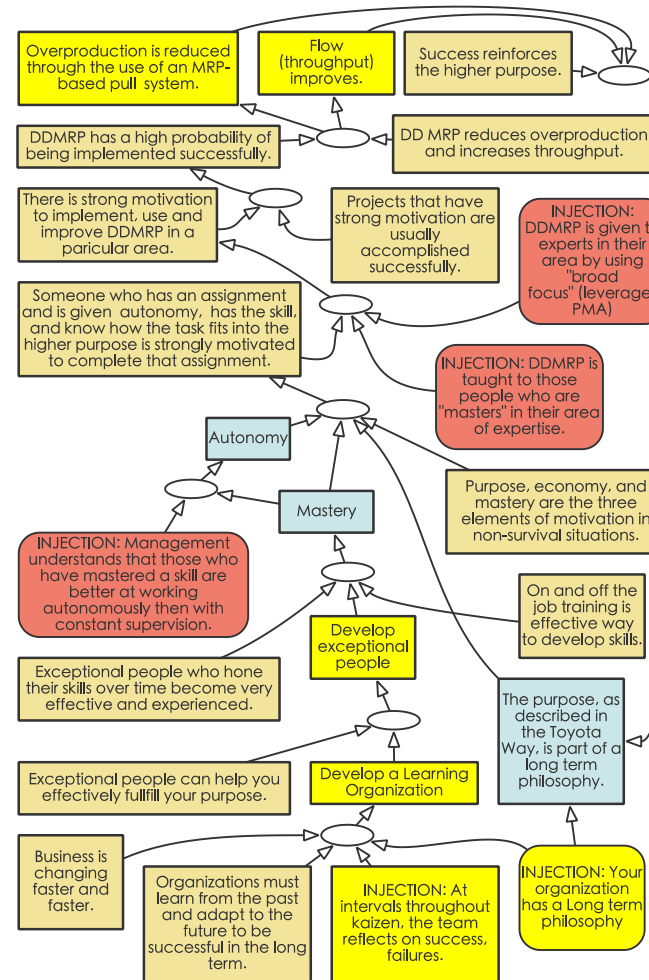 Overproduction is reduced
through the use of an MRP-
based pull system.
Flow
(throughput)
improves.
Success reinforces
the higher purpose.
DDMRP has a high probability of
being implemented successfully.
DD MRP reduces overproduction
and increases throughput.
There is strong motivation
to implement, use and
improve DDMRP in a
paricular area.
Projects that have
strong motivation are
usually
accomplished
successfully.
INJECTION:
DDMRP is given t
experts in their
area by using
"broad
focus" (leverage
PMA)
Someone who has an assignment
and is given autonomy, has the skill,
and know how the task fits into the
higher purpose is strongly motivated
to complete that assignment.
INJECTION: DDMRP is
taught to those
people who are
"masters" in their area
of expertise.
Autonomy
Mastery
Purpose, economy, and
mastery are the three
elements of motivation in
non-survival situations.
INJECTION: Management
understands that those who
have mastered a skill are
better at working
autonomously then with
constant supervision.
On and off the
job training is
effective way
to develop skills.
Develop
exceptional
people
Exceptional people who hone
their skills over time become very
effective and experienced.
The purpose, as
described in
the Toyota
Way, is part of a
long term
philosophy.
Exceptional people can help you
effectively fullfill your purpose.
Develop a Learning
Organization
Business is
changing
faster and
faster.
Organizations must
learn from the past
and adapt to the
future to be
successful in the long
term.
INJECTION: At
intervals throughout
kaizen, the team
reflects on success,
failures.
INJECTION: Your
organization
has a Long term
philosophy